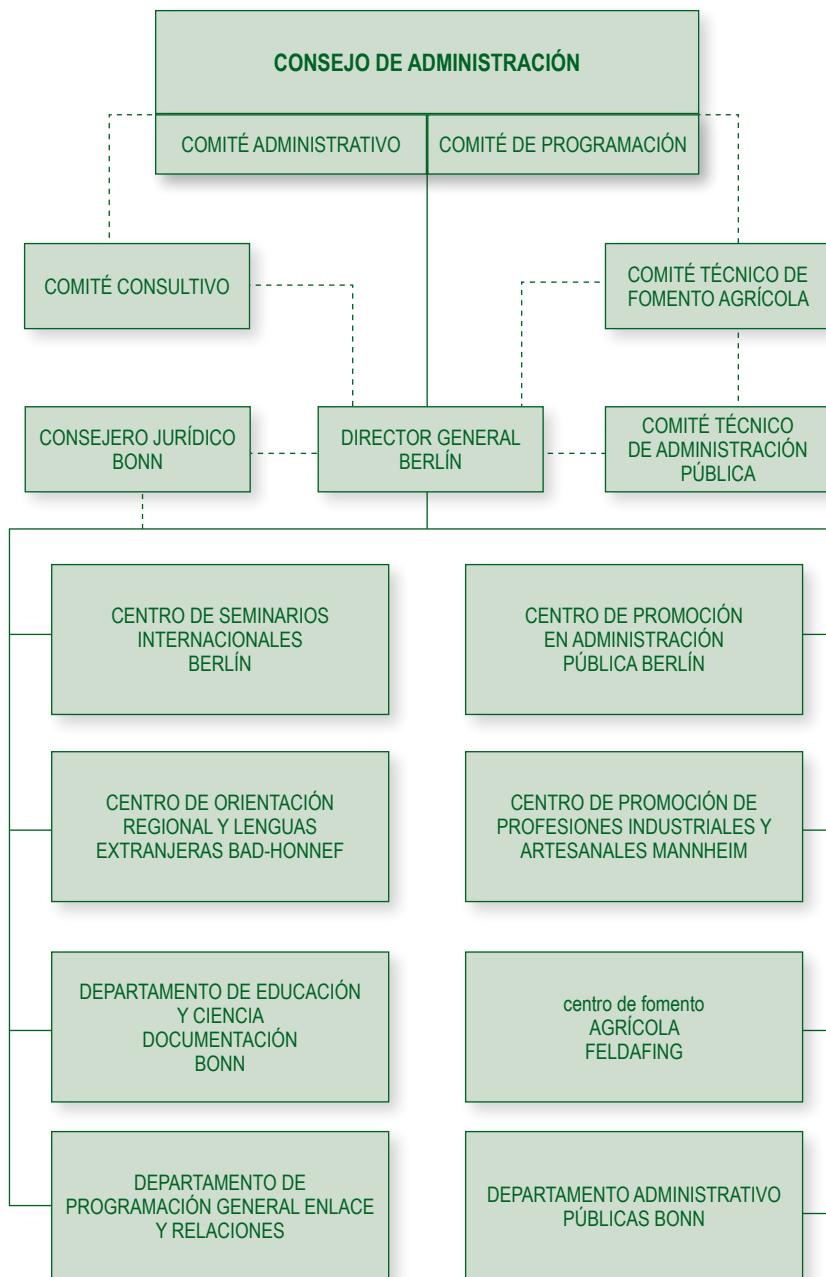 CONSEJO DE ADMINISTRACIÓN
COMITÉ ADMINISTRATIVO
COMITÉ DE PROGRAMACIÓN
COMITÉ CONSULTIVO
COMITÉ TÉCNICO DE
FOMENTO AGRÍCOLA
CONSEJERO JURÍDICO
BONN
DIRECTOR GENERAL
BERLÍN
COMITÉ TÉCNICO
DE ADMINISTRACIÓN
PÚBLICA
CENTRO DE SEMINARIOS
INTERNACIONALES
BERLÍN
CENTRO DE PROMOCIÓN
EN ADMINISTRACIÓN
PÚBLICA BERLÍN
CENTRO DE ORIENTACIÓN
REGIONAL Y LENGUAS
EXTRANJERAS BAD-HONNEF
CENTRO DE PROMOCIÓN DE
PROFESIONES INDUSTRIALES Y
ARTESANALES MANNHEIM
DEPARTAMENTO DE EDUCACIÓN
Y CIENCIA
DOCUMENTACIÓN
BONN
centro de fomento
AGRÍCOLA
FELDAFING
DEPARTAMENTO DE
PROGRAMACIÓN GENERAL ENLACE
Y RELACIONES
DEPARTAMENTO ADMINISTRATIVO
PÚBLICAS BONN